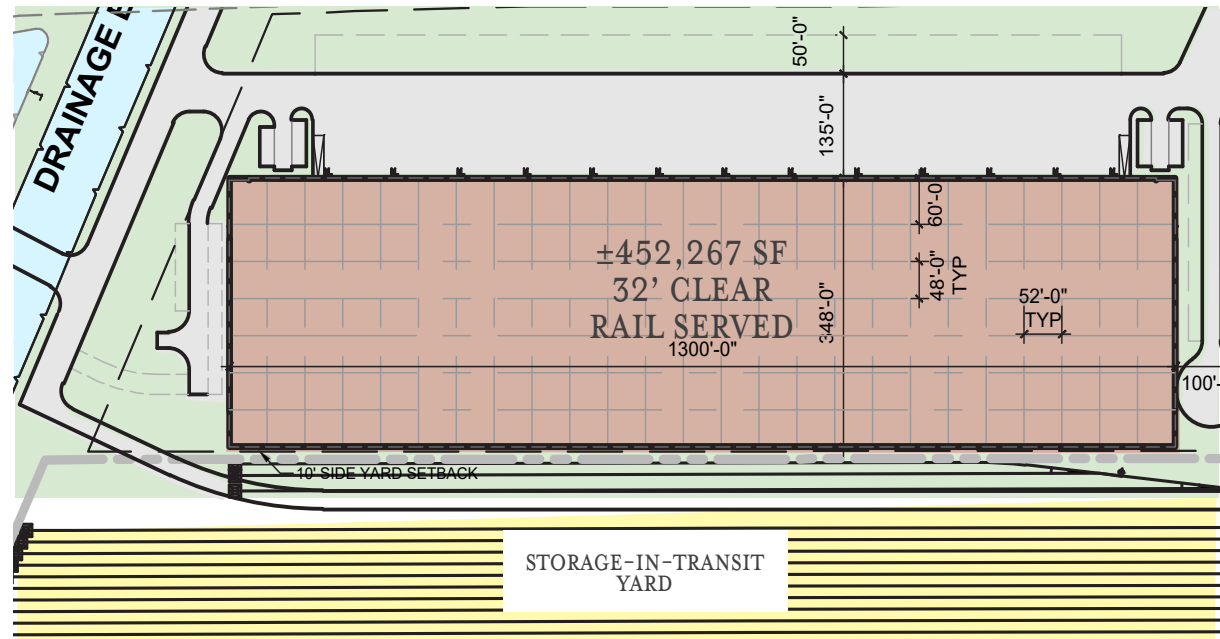 DRAINAGE E
50'-0"
135'-0"
60'-0
±452,267 SF
32’ CLEAR
RAIL SERVED
48'-0"
TYP
348'-0"
52'-0"
TYP
1300'-0"
100'-
10' SIDE YARD SETBACK
STORAGE-IN-TRANSIT
YARD